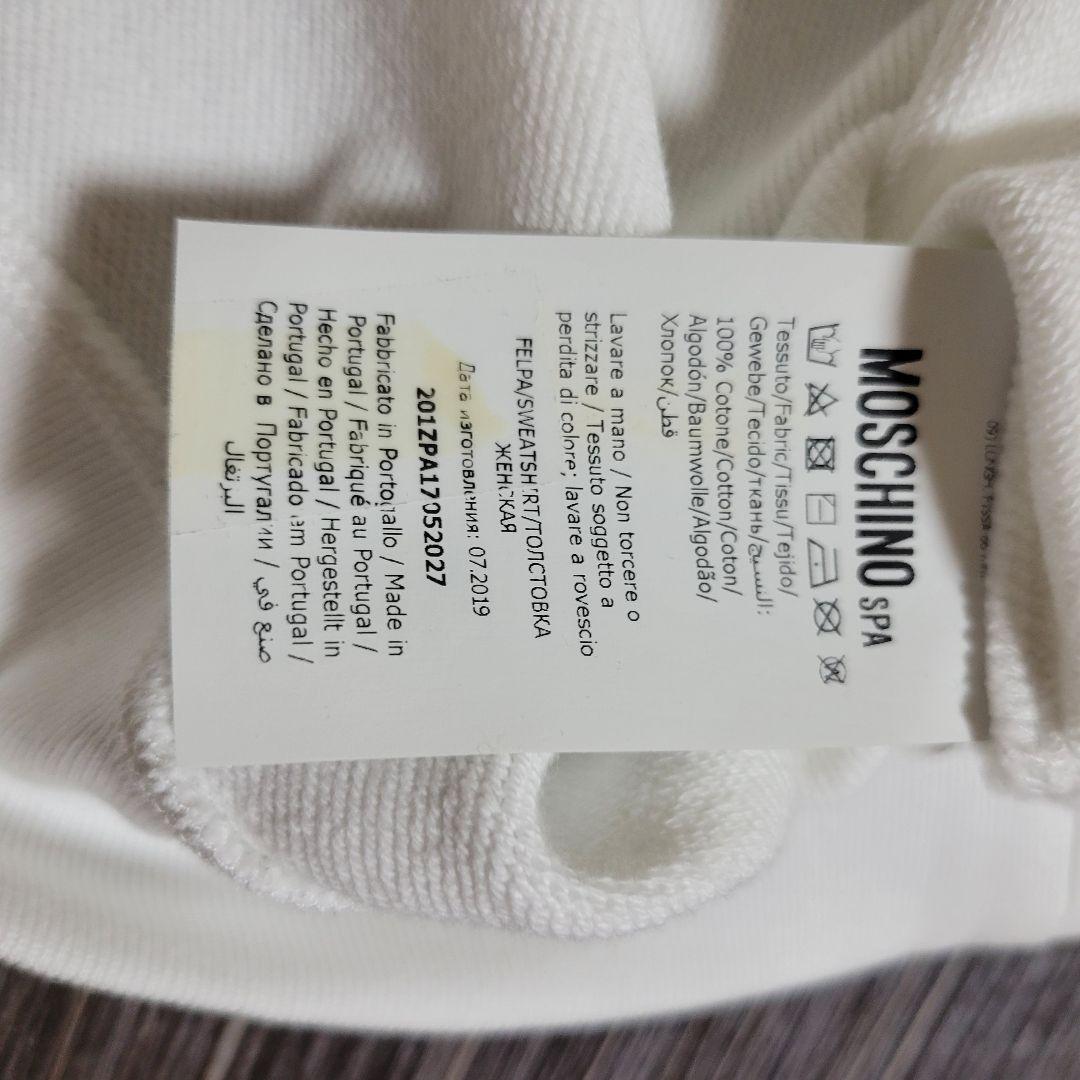 MOSCHINO SPA
Tessuto/Fabric/Tissu/Tejido/
Gewebe/Tecido/ткань/النسيج:
100% Cotone/Cotton/Coton/
Algodón/Baumwolle/Algodão/
Хлопок/قطن
Lavare a mano / Non torcere o
strizzare / Tessuto soggetto a
perdita di colore; lavare a rovescio
FELPA/SWEATSHIRT/ТОЛСТОВКА
ЖЕНСКАЯ
Дата изготовления: 07.2019
201ZPA17052027
Fabbricato in Portogallo / Made in
Portugal / Fabriqué au Portugal /
Hecho en Portugal / Hergestellt in
Portugal / Fabricado em Portugal /
Сделано в Португалии / صنع في
البرتغال